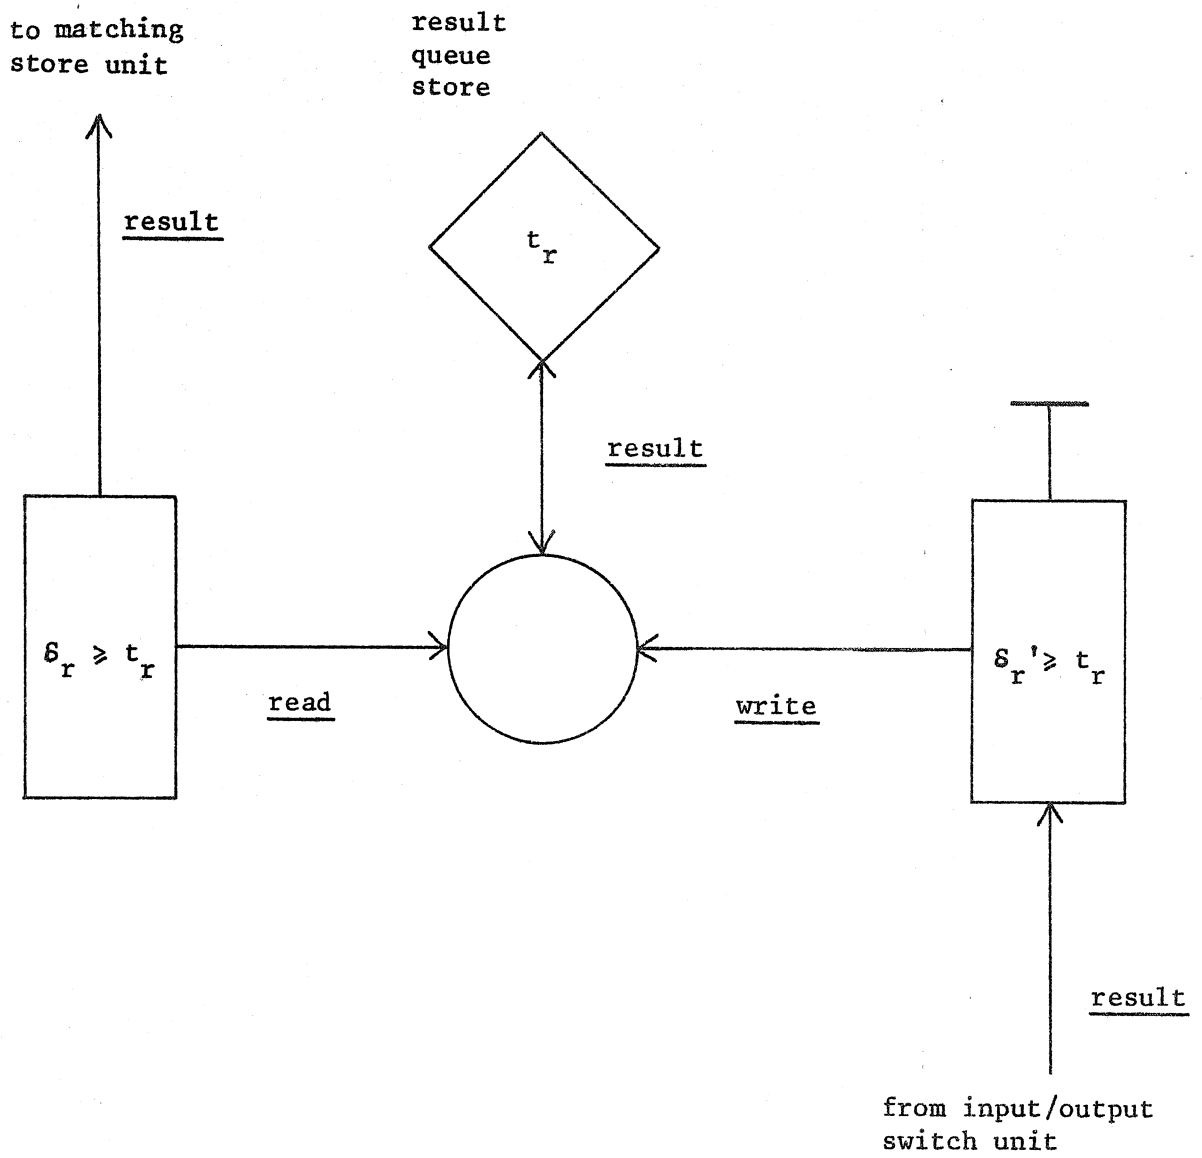 to matching
store unit
result
queue
store
result
t_r
result
δ_r ⩾ t_r
δ_r' ⩾ t_r
read
write
result
from input/output
switch unit